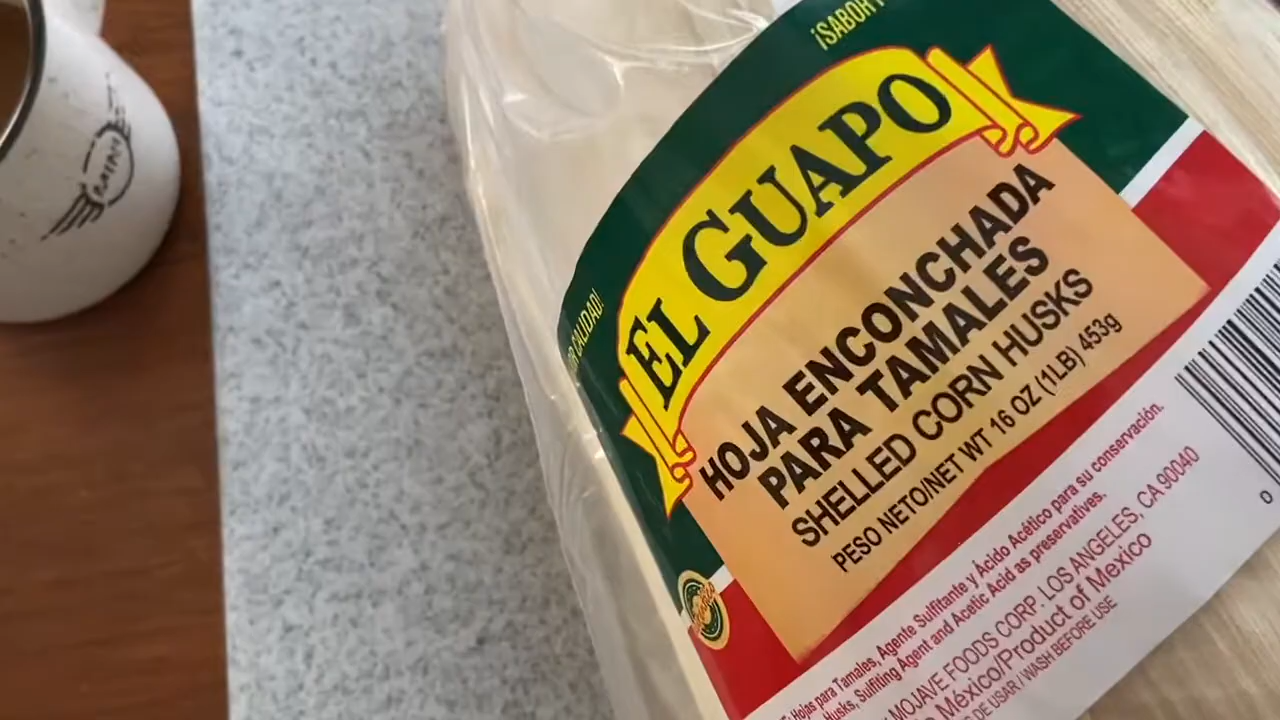 ¡SABOR
CALIDAD!
EL GUAPO
HOJA ENCONCHADA
PARA TAMALES
SHELLED CORN HUSKS
PESO NETO/NET WT 16 OZ (1LB) 453g
Hojas para Tamales, Agente Sulfitante y Ácido Acético para su conservación.
Husks, Sulfiting Agent and Acetic Acid as preservatives.
MOJAVE FOODS CORP. LOS ANGELES, CA 90040
México/Product of Mexico
DE USAR / WASH BEFORE USE
0